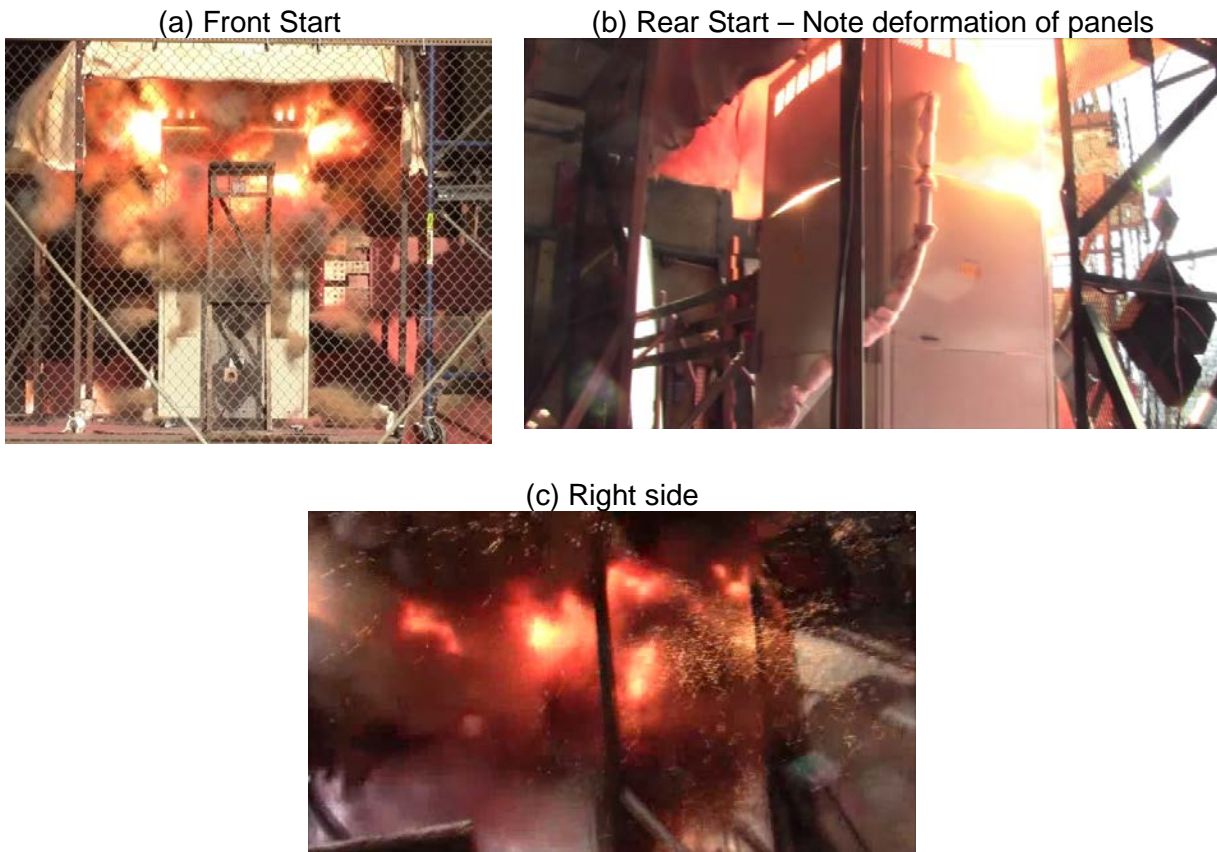 (a) Front Start
(b) Rear Start – Note deformation of panels
(c) Right side